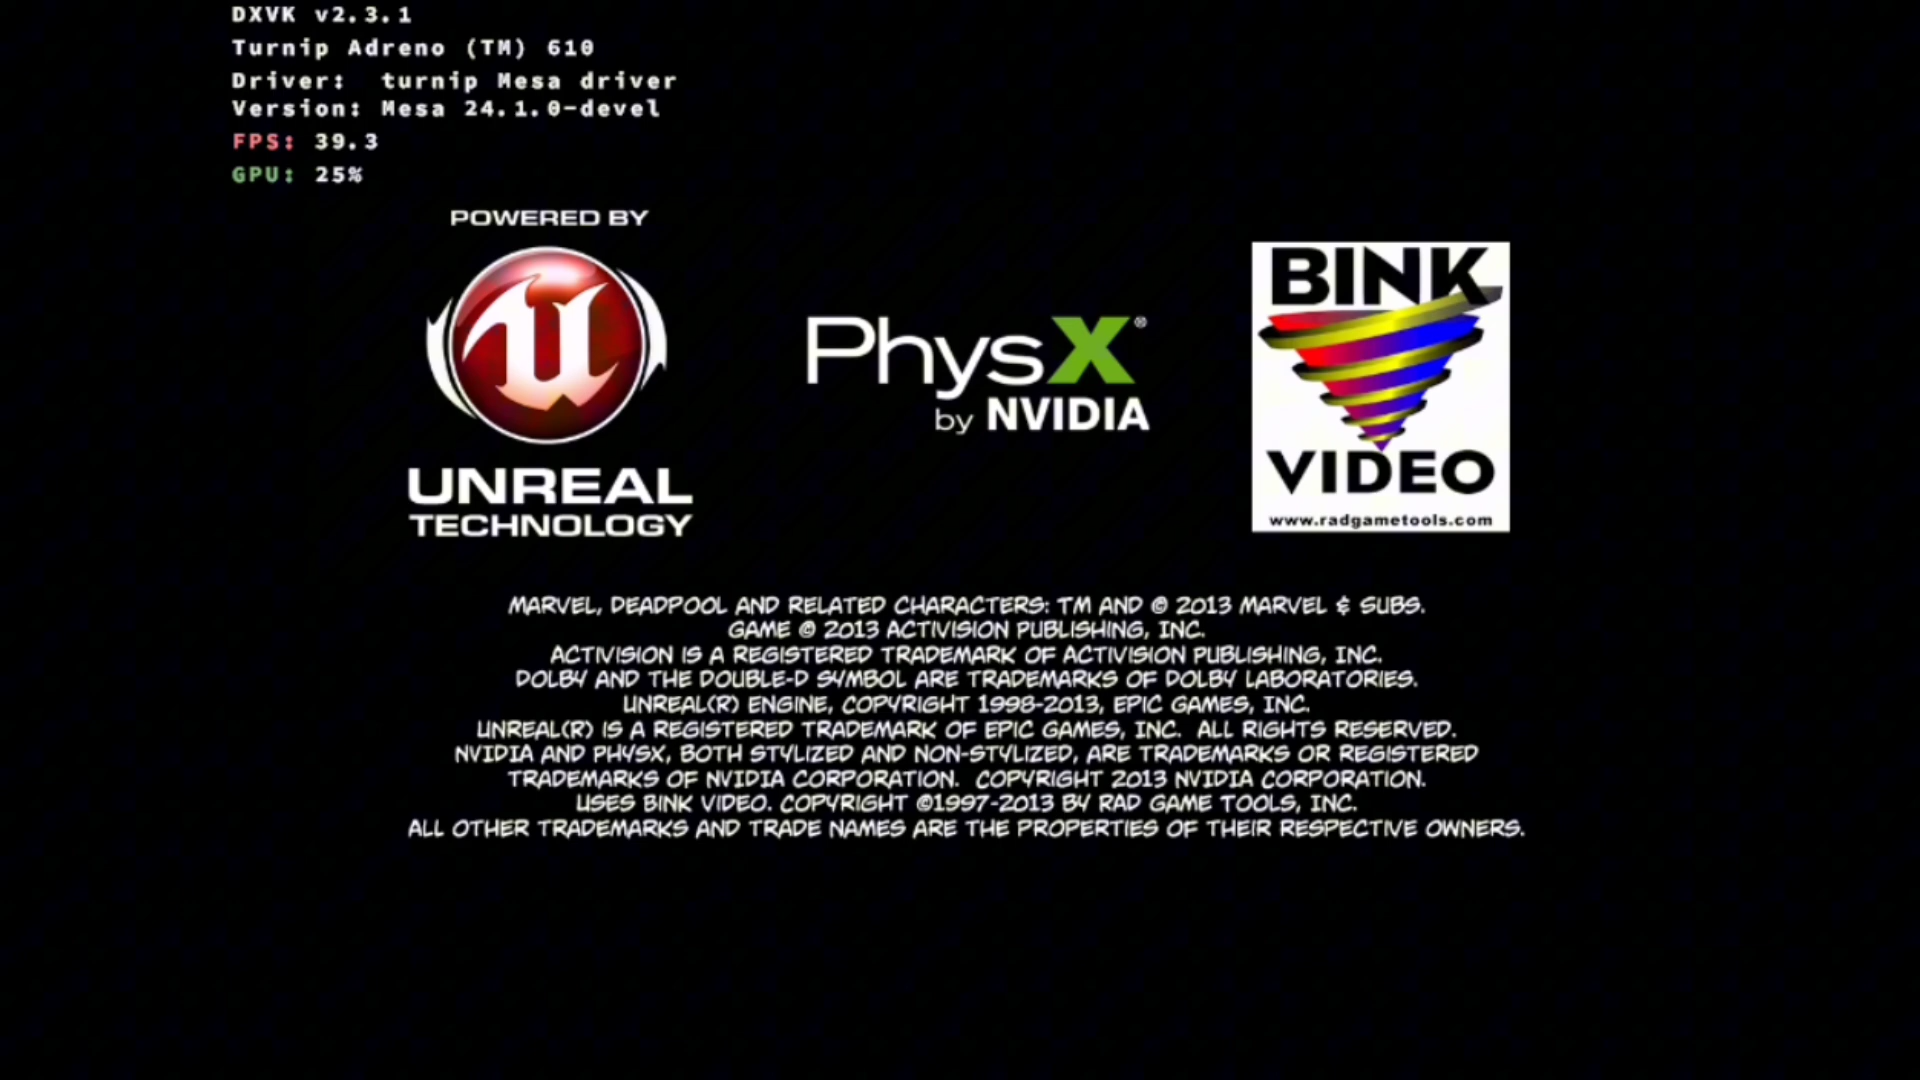 DXVK v2.3.1
Turnip Adreno (TM) 610
Driver:  turnip Mesa driver
Version: Mesa 24.1.0-devel
FPS: 39.3
GPU: 25%
POWERED BY
UNREAL
TECHNOLOGY
PhysX®
by NVIDIA
BINK
VIDEO
www.radgametools.com
MARVEL, DEADPOOL AND RELATED CHARACTERS: TM AND © 2013 MARVEL & SUBS.
GAME © 2013 ACTIVISION PUBLISHING, INC.
ACTIVISION IS A REGISTERED TRADEMARK OF ACTIVISION PUBLISHING, INC.
DOLBY AND THE DOUBLE-D SYMBOL ARE TRADEMARKS OF DOLBY LABORATORIES.
UNREAL(R) ENGINE, COPYRIGHT 1998-2013, EPIC GAMES, INC.
UNREAL(R) IS A REGISTERED TRADEMARK OF EPIC GAMES, INC.  ALL RIGHTS RESERVED.
NVIDIA AND PHYSX, BOTH STYLIZED AND NON-STYLIZED, ARE TRADEMARKS OR REGISTERED
TRADEMARKS OF NVIDIA CORPORATION.  COPYRIGHT 2013 NVIDIA CORPORATION.
USES BINK VIDEO. COPYRIGHT ©1997-2013 BY RAD GAME TOOLS, INC.
ALL OTHER TRADEMARKS AND TRADE NAMES ARE THE PROPERTIES OF THEIR RESPECTIVE OWNERS.